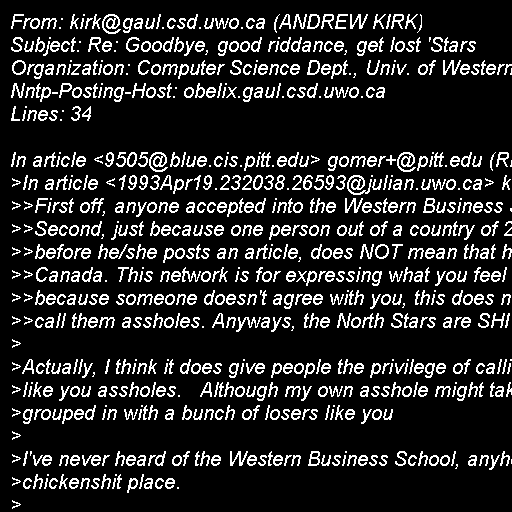 From: kirk@gaul.csd.uwo.ca (ANDREW KIRK)
Subject: Re: Goodbye, good riddance, get lost 'Stars
Organization: Computer Science Dept., Univ. of Western
Nntp-Posting-Host: obelix.gaul.csd.uwo.ca
Lines: 34

In article <9505@blue.cis.pitt.edu> gomer+@pitt.edu (R
>In article <1993Apr19.232038.26593@julian.uwo.ca> k
>>First off, anyone accepted into the Western Business
>>Second, just because one person out of a country of 2
>>before he/she posts an article, does NOT mean that h
>>Canada. This network is for expressing what you feel
>>because someone doesn't agree with you, this does n
>>call them assholes. Anyways, the North Stars are SHI
>
>Actually, I think it does give people the privilege of calli
>like you assholes.   Although my own asshole might tak
>grouped in with a bunch of losers like you
>
>I've never heard of the Western Business School, anyh
>chickenshit place.
>